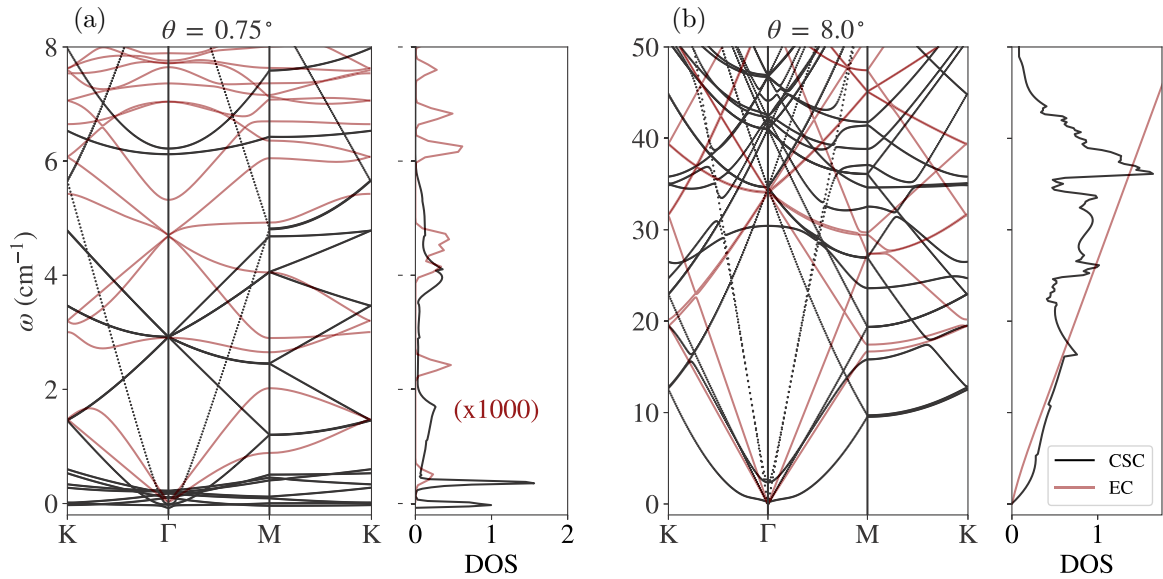 (a)
θ = 0.75°
8
6
4
2
0
ω (cm⁻¹)
K
Γ
M
K
(x1000)
0
1
2
DOS
(b)
θ = 8.0°
50
40
30
20
10
0
K
Γ
M
K
CSC
EC
0
1
DOS